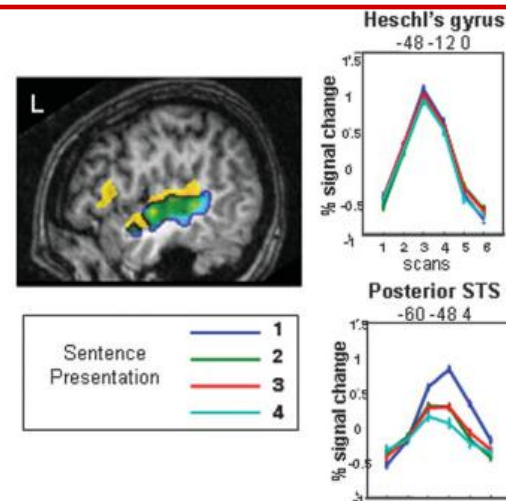 Heschl's gyrus
-48 -12 0
L
% signal change
1.5
1
0.5
0
-0.5
-1
1 2 3 4 5 6
scans
Sentence
Presentation
1
2
3
4
Posterior STS
-60 -48 4
% signal change
1.5
1
0.5
0
-0.5
-1